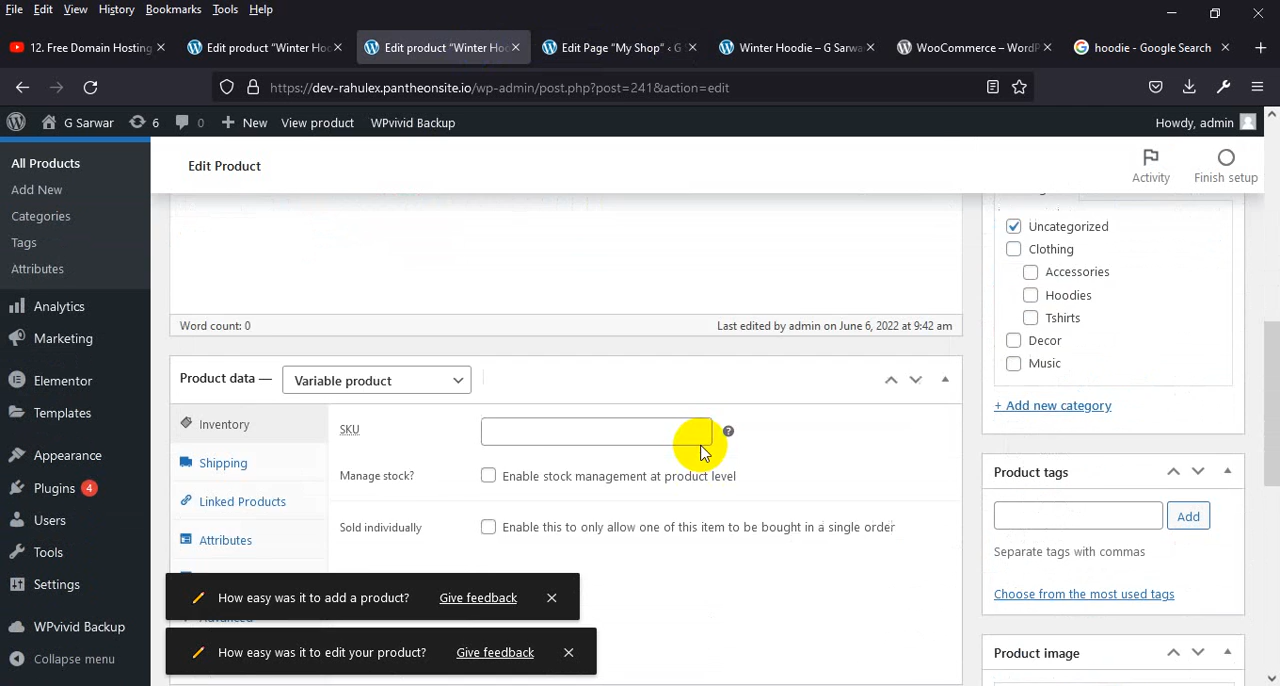 File Edit View History Bookmarks Tools Help
12. Free Domain Hosting
Edit product "Winter Hoo
Edit product "Winter Hoo
Edit Page "My Shop" ‹ G S
Winter Hoodie – G Sarwa
WooCommerce – WordP
hoodie - Google Search
https://dev-rahulex.pantheonsite.io/wp-admin/post.php?post=241&action=edit
G Sarwar 6 0 New View product WPvivid Backup Howdy, admin
All Products
Add New
Categories
Tags
Attributes
Analytics
Marketing
Elementor
Templates
Appearance
Plugins 4
Users
Tools
Settings
WPvivid Backup
Collapse menu
Edit Product
Activity
Finish setup
Word count: 0
Last edited by admin on June 6, 2022 at 9:42 am
Product data —
Variable product
Inventory
Shipping
Linked Products
Attributes
SKU
?
Manage stock?
Enable stock management at product level
Sold individually
Enable this to only allow one of this item to be bought in a single order
How easy was it to add a product? Give feedback
How easy was it to edit your product? Give feedback
Uncategorized
Clothing
Accessories
Hoodies
Tshirts
Decor
Music
+ Add new category
Product tags
Add
Separate tags with commas
Choose from the most used tags
Product image